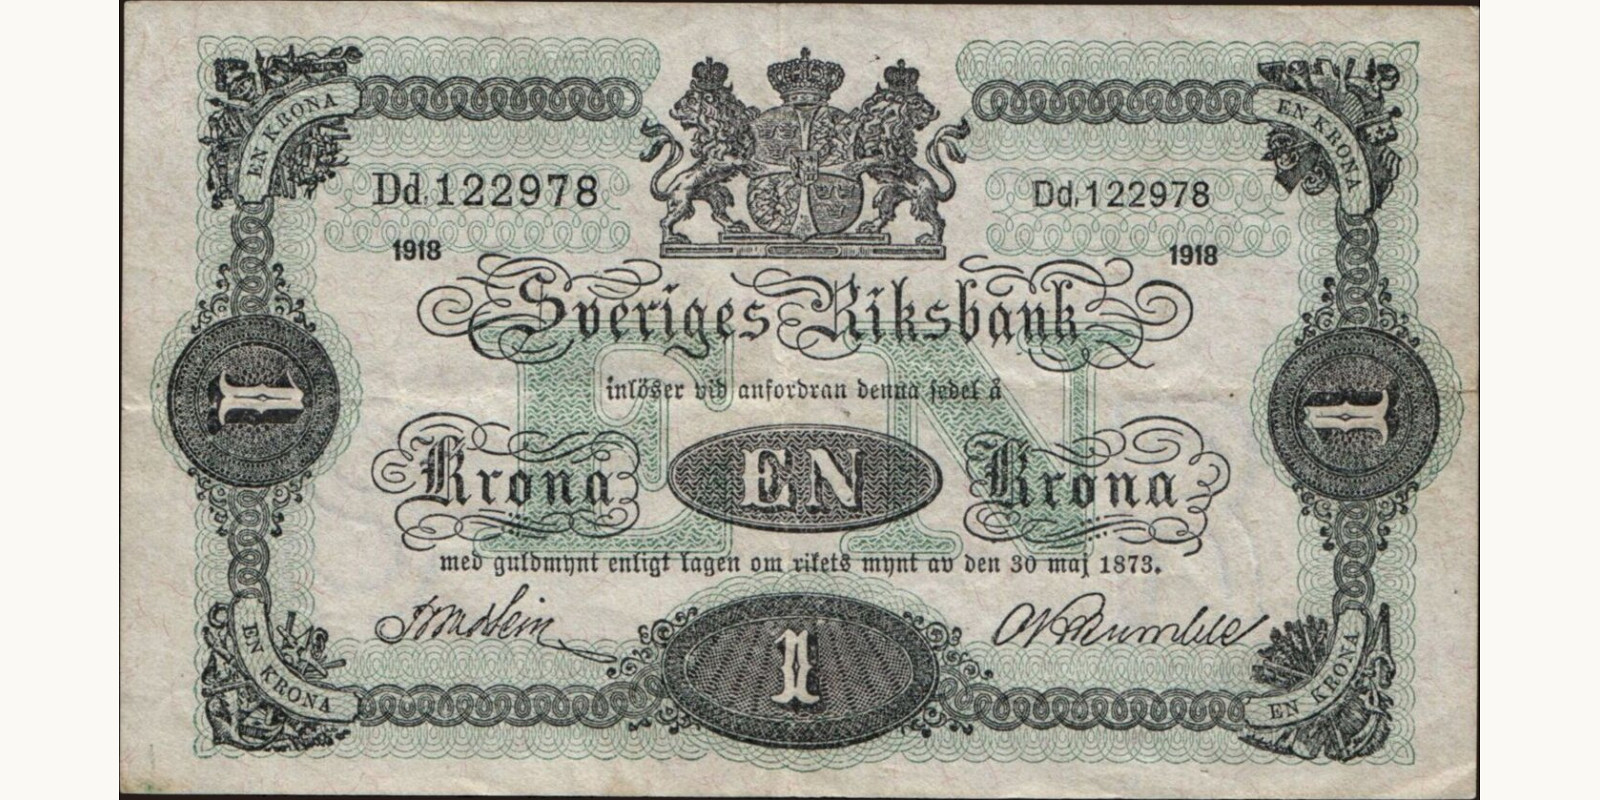 EN KRONA
EN KRONA
Dd.122978
Dd.122978
1918
1918
Sveriges Riksbank
EN
inlöser vid anfordran denna sedel å
1
1
Krona
EN
Krona
med guldmynt enligt lagen om rikets mynt av den 30 maj 1873.
EN KRONA
1
EN KRONA